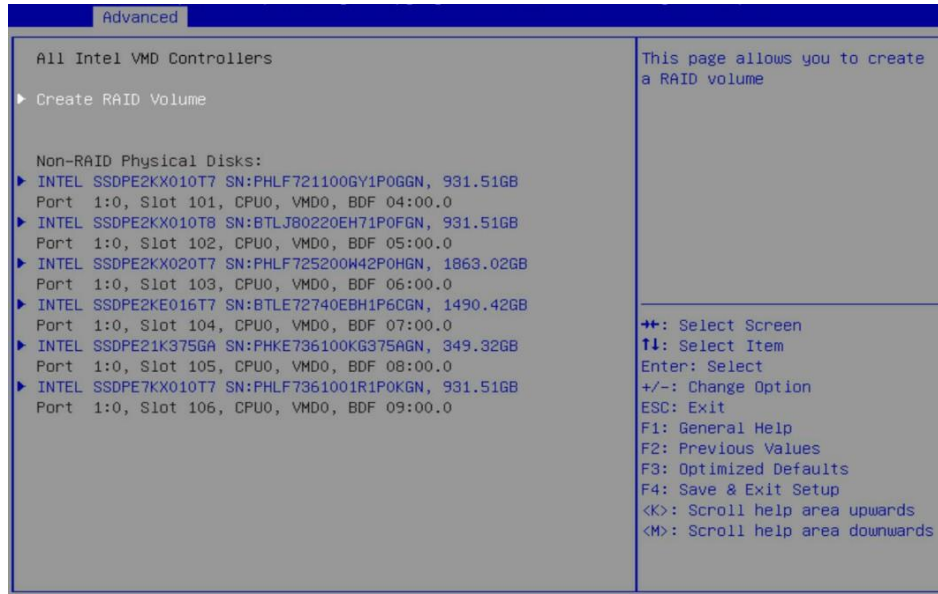 Advanced
All Intel VMD Controllers
Create RAID Volume
Non-RAID Physical Disks:
INTEL SSDPE2KX010T7 SN:PHLF721100GY1P0GGN, 931.51GB
Port 1:0, Slot 101, CPU0, VMD0, BDF 04:00.0
INTEL SSDPE2KX010T8 SN:BTLJ80220EH71P0FGN, 931.51GB
Port 1:0, Slot 102, CPU0, VMD0, BDF 05:00.0
INTEL SSDPE2KX020T7 SN:PHLF725200W42P0HGN, 1863.02GB
Port 1:0, Slot 103, CPU0, VMD0, BDF 06:00.0
INTEL SSDPE2KE016T7 SN:BTLE72740EBH1P6CGN, 1490.42GB
Port 1:0, Slot 104, CPU0, VMD0, BDF 07:00.0
INTEL SSDPE21K375GA SN:PHKE736100KG375AGN, 349.32GB
Port 1:0, Slot 105, CPU0, VMD0, BDF 08:00.0
INTEL SSDPE7KX010T7 SN:PHLF7361001R1P0KGN, 931.51GB
Port 1:0, Slot 106, CPU0, VMD0, BDF 09:00.0
This page allows you to create
a RAID volume
→←: Select Screen
↑↓: Select Item
Enter: Select
+/-: Change Option
ESC: Exit
F1: General Help
F2: Previous Values
F3: Optimized Defaults
F4: Save & Exit Setup
<K>: Scroll help area upwards
<M>: Scroll help area downwards